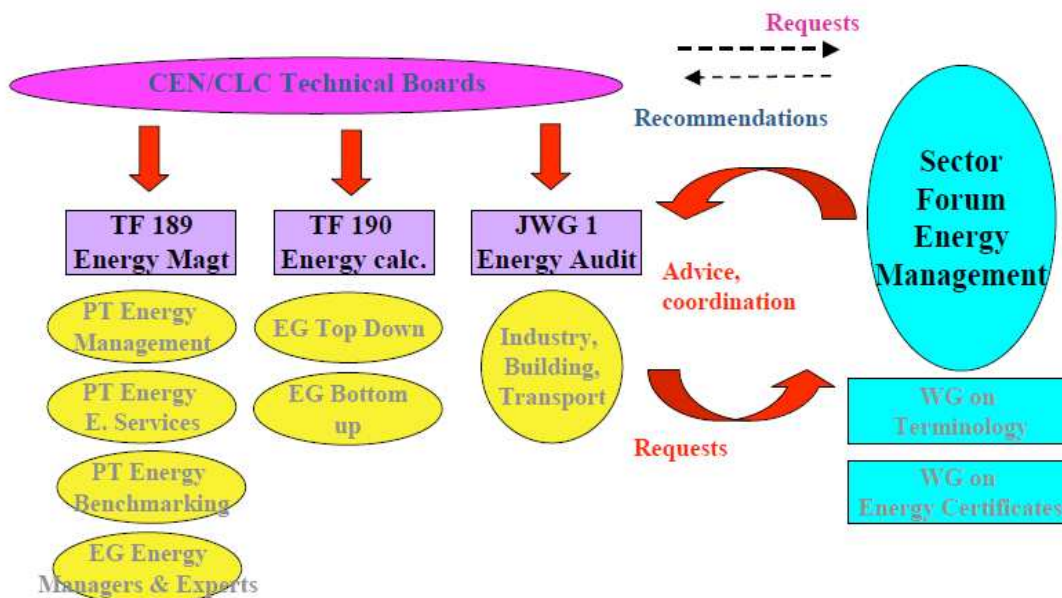 Requests
CEN/CLC Technical Boards
Recommendations
Sector
Forum
Energy
Management
TF 189
Energy Magt
TF 190
Energy calc.
JWG 1
Energy Audit
Advice,
coordination
PT Energy
Management
EG Top Down
Industry,
Building,
Transport
PT Energy
E. Services
EG Bottom
up
Requests
WG on
Terminology
PT Energy
Benchmarking
WG on
Energy Certificates
EG Energy
Managers & Experts